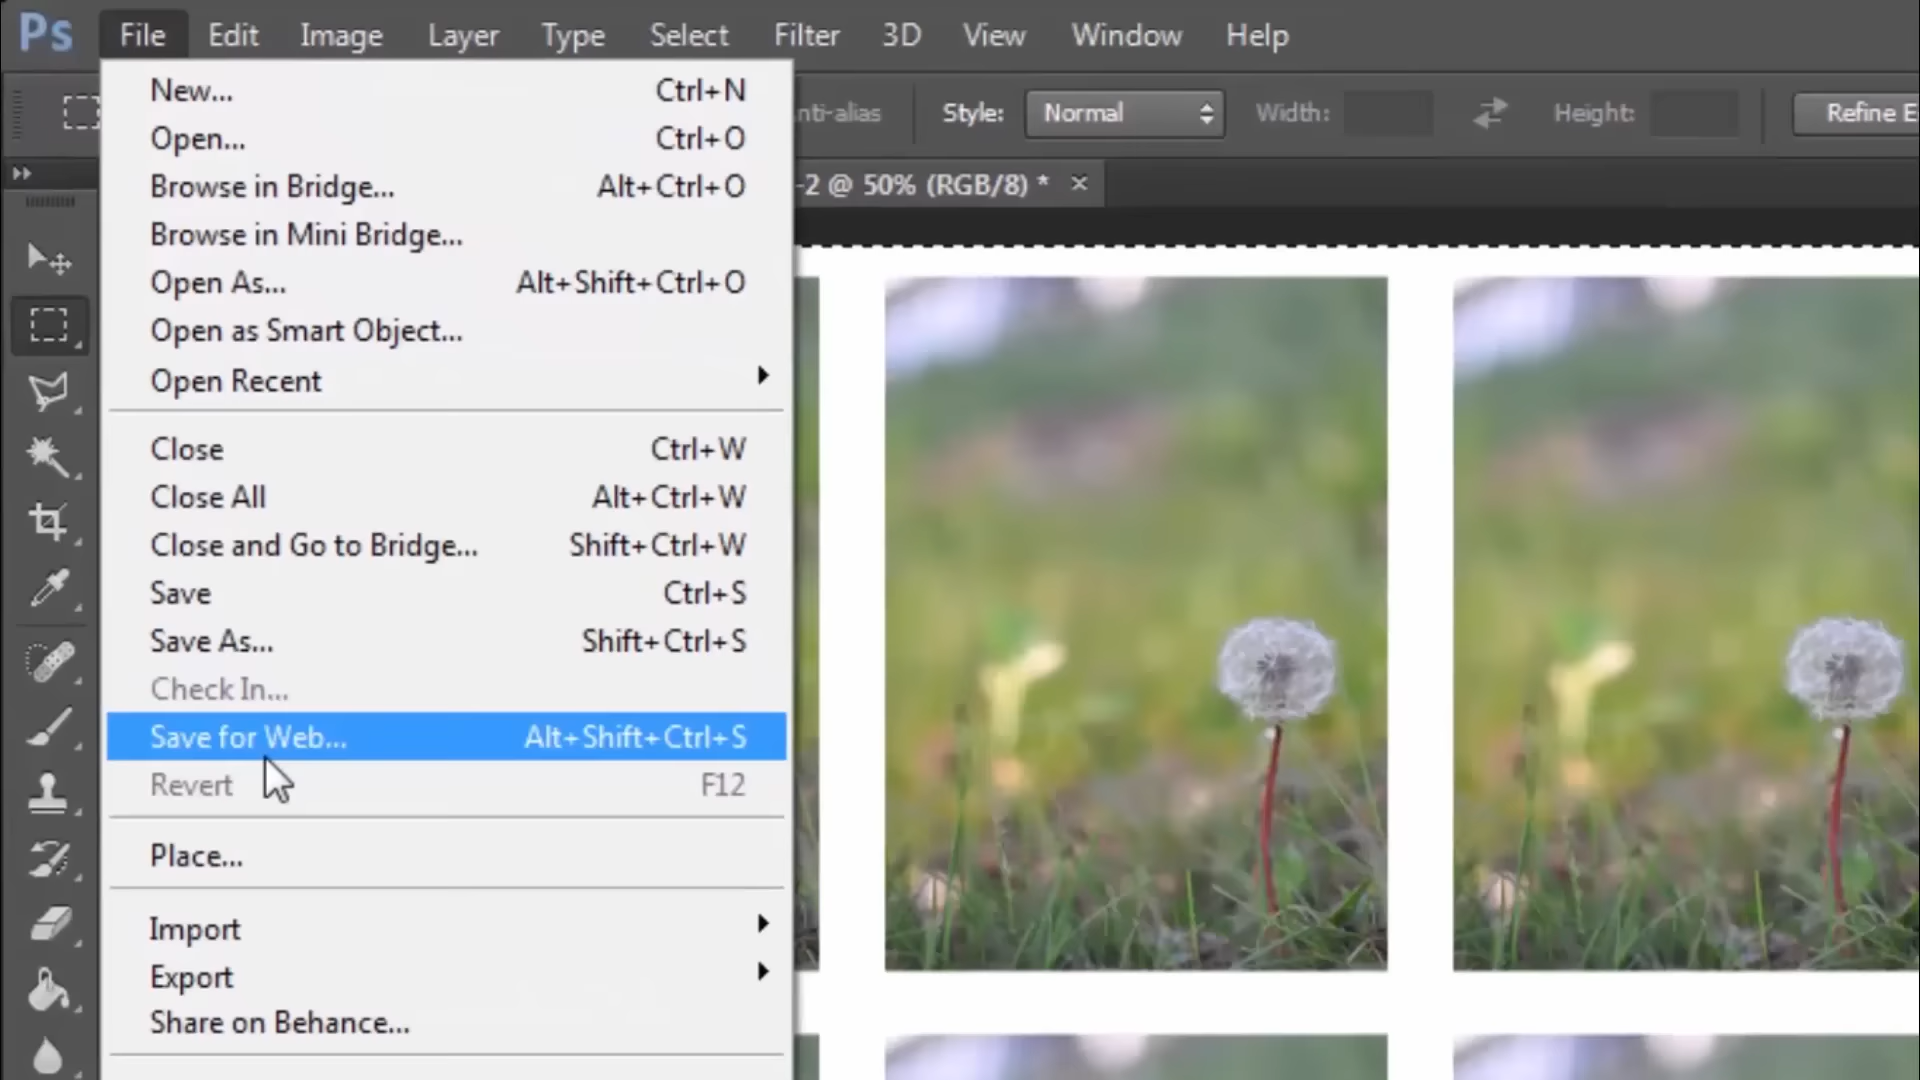 Ps File Edit Image Layer Type Select Filter 3D View Window Help
nti-alias Style: Normal Width: Height: Refine E
-2 @ 50% (RGB/8) * ×
New... Ctrl+N
Open... Ctrl+O
Browse in Bridge... Alt+Ctrl+O
Browse in Mini Bridge...
Open As... Alt+Shift+Ctrl+O
Open as Smart Object...
Open Recent
Close Ctrl+W
Close All Alt+Ctrl+W
Close and Go to Bridge... Shift+Ctrl+W
Save Ctrl+S
Save As... Shift+Ctrl+S
Check In...
Save for Web... Alt+Shift+Ctrl+S
Revert F12
Place...
Import
Export
Share on Behance...